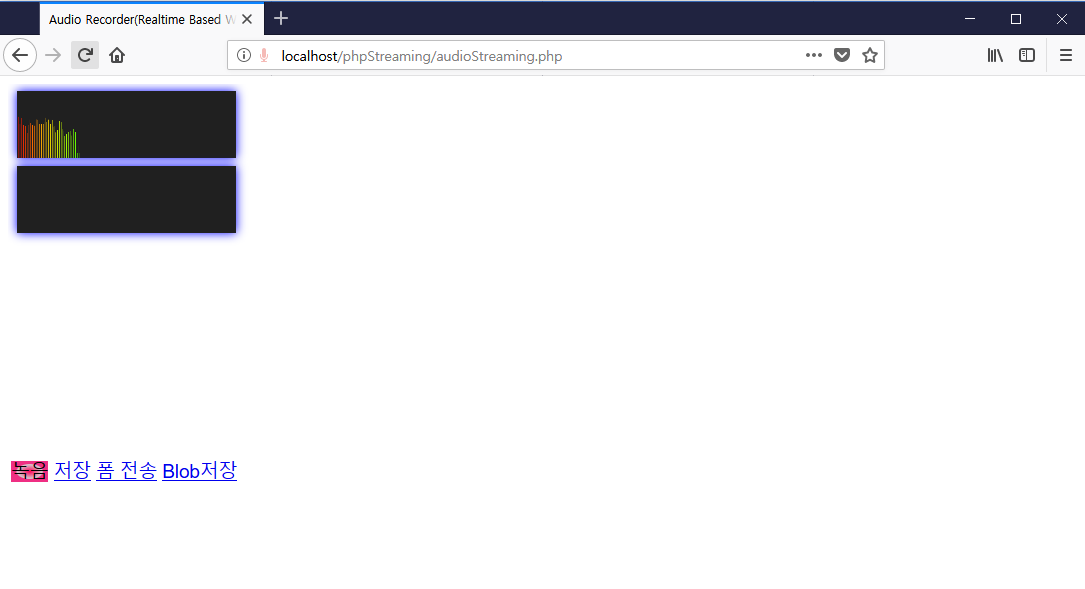 Audio Recorder(Realtime Based W
localhost/phpStreaming/audioStreaming.php
녹음 저장 폼 전송 Blob저장